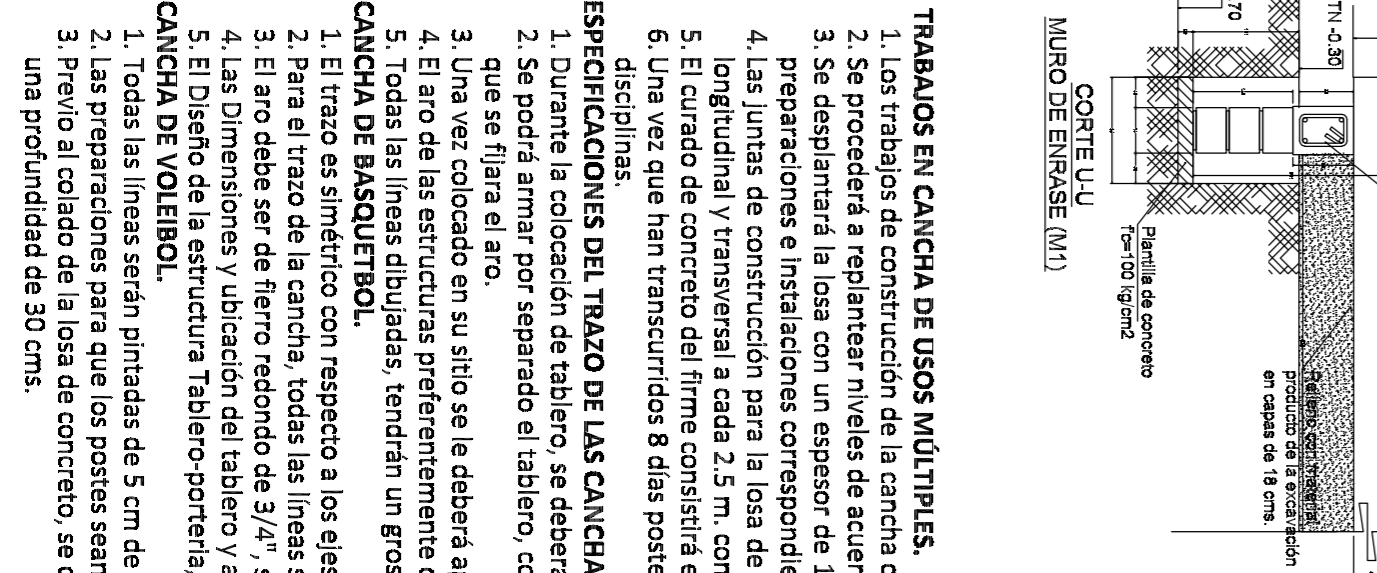 TN -0.30
.70
Relleno con material
producto de la excavación
en capas de 18 cms.
Plantilla de concreto
f'c=100 kg/cm2
CORTE U-U
MURO DE ENRASE (M1)
TRABAJOS EN CANCHA DE USOS MÚLTIPLES.
1. Los trabajos de construcción de la cancha
2. Se procederá a replantear niveles de
3. Se desplantará la losa con un espesor de 1
preparaciones e instalaciones
4. Las juntas de construcción para la losa de
longitudinal y transversal a cada 2.5 m. con
5. El curado de concreto del firme consistirá
6. Una vez que han transcurridos 8 días
disciplinas.
ESPECIFICACIONES DEL TRAZO DE LAS CANCHA
1. Durante la colocación de tablero, se
2. Se podrá armar por separado el tablero,
que se fijara el aro.
3. Una vez colocado en su sitio se le deberá
4. El aro de las estructuras preferentemente
5. Todas las líneas dibujadas, tendrán un
CANCHA DE BASQUETBOL.
1. El trazo es simétrico con respecto a los ejes
2. Para el trazo de la cancha, todas las líneas
3. El aro debe ser de fierro redondo de 3/4",
4. Las Dimensiones y ubicación del tablero y
5. El Diseño de la estructura Tablero-porteria,
CANCHA DE VOLEIBOL.
1. Todas las líneas serán pintadas de 5 cm de
2. Las preparaciones para que los postes sean
3. Previo al colado de la losa de concreto, se
una profundidad de 30 cms.